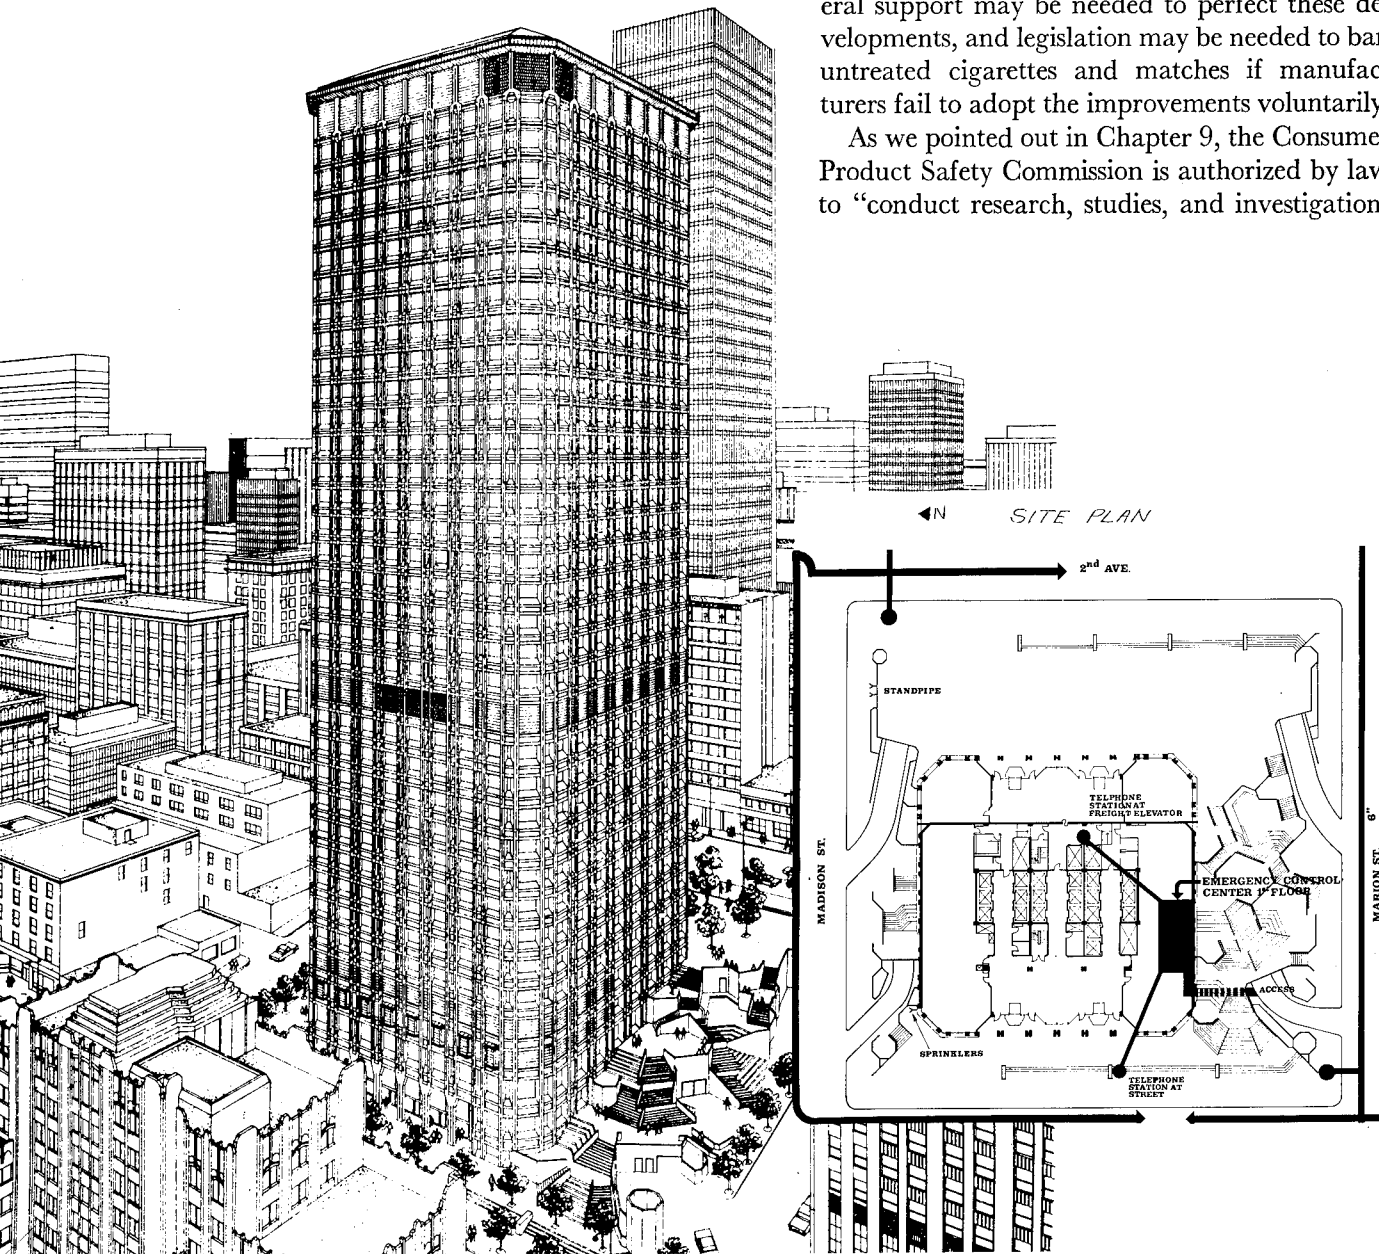 eral support may be needed to perfect these de
velopments, and legislation may be needed to bar
untreated cigarettes and matches if manufac
turers fail to adopt the improvements voluntarily
As we pointed out in Chapter 9, the Consume
Product Safety Commission is authorized by law
to “conduct research, studies, and investigation
N SITE PLAN
2nd AVE.
STANDPIPE
TELPHONE
STATION AT
FREIGHT ELEVATOR
MADISON ST.
6"
MARION ST.
EMERGENCY CONTROL
CENTER 1st FLOOR
ACCESS
SPRINKLERS
TELEPHONE
STATION AT
STREET